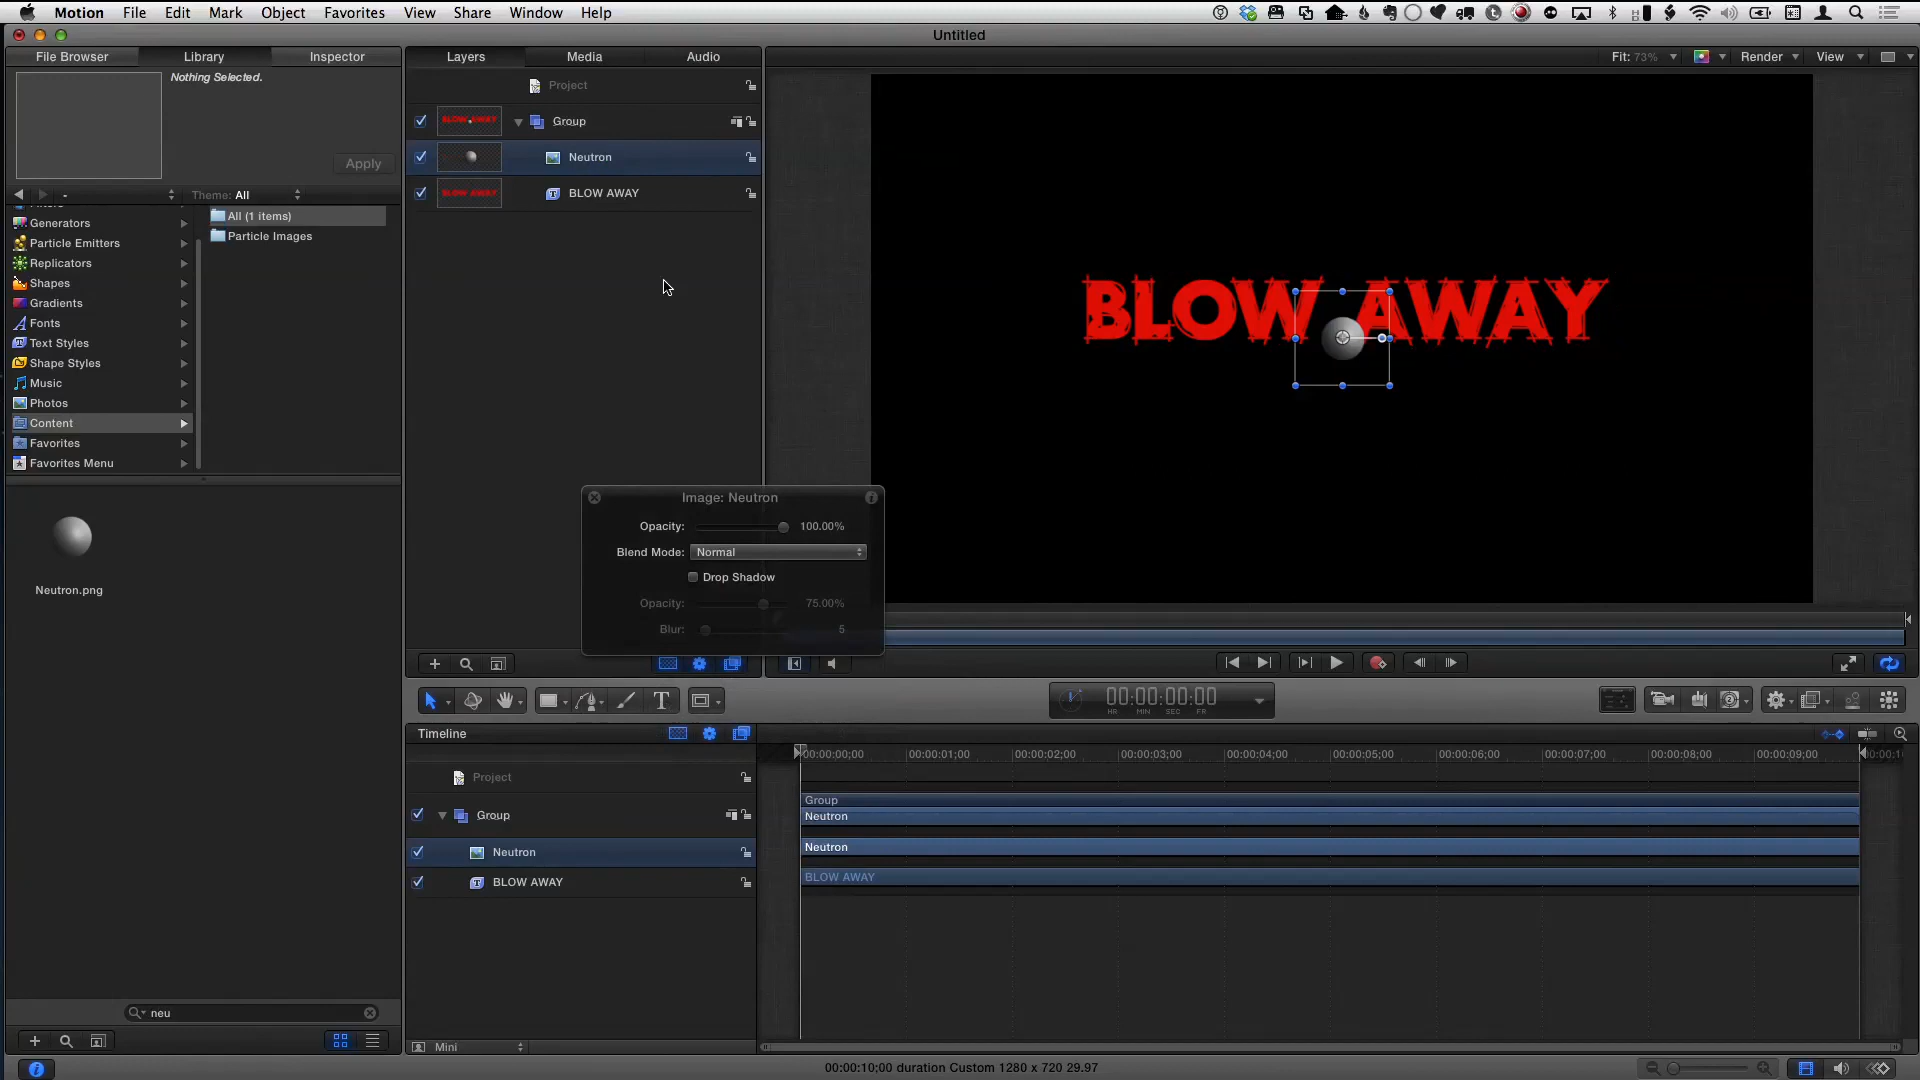 Motion File Edit Mark Object Favorites View Share Window Help
Untitled
File Browser Library Inspector
Nothing Selected.
Apply
Theme: All
Generators
Particle Emitters
Replicators
Shapes
Gradients
Fonts
Text Styles
Shape Styles
Music
Photos
Content
Favorites
Favorites Menu
All (1 items)
Particle Images
Neutron.png
neu
Layers Media Audio
Project
Group
Neutron
BLOW AWAY
Fit: 73% Render View
BLOW AWAY
Image: Neutron
Opacity: 100.00%
Blend Mode: Normal
Drop Shadow
Opacity: 75.00%
Blur: 5
00:00:00:00
HR MIN SEC FR
Timeline
00:00:00;00 00:00:01;00 00:00:02;00 00:00:03;00 00:00:04;00 00:00:05;00 00:00:06;00 00:00:07;00 00:00:08;00 00:00:09;00
Project
Group
Neutron
BLOW AWAY
Group
Neutron
Neutron
BLOW AWAY
Mini
00:00:10;00 duration Custom 1280 x 720 29.97